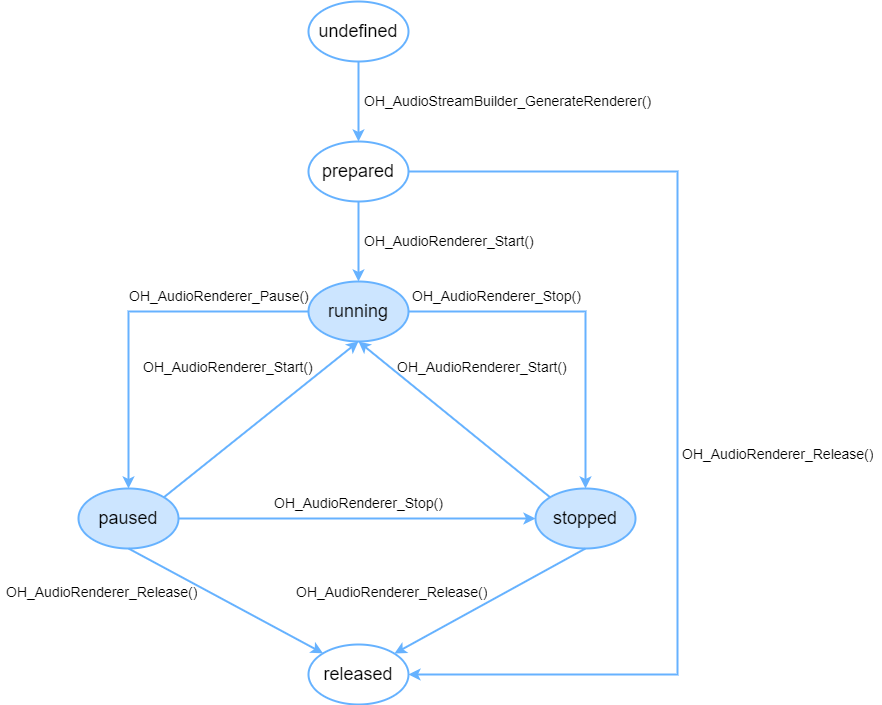 undefined
OH_AudioStreamBuilder_GenerateRenderer()
prepared
OH_AudioRenderer_Start()
OH_AudioRenderer_Pause()
running
OH_AudioRenderer_Stop()
OH_AudioRenderer_Start()
OH_AudioRenderer_Start()
OH_AudioRenderer_Release()
OH_AudioRenderer_Stop()
paused
stopped
OH_AudioRenderer_Release()
OH_AudioRenderer_Release()
released